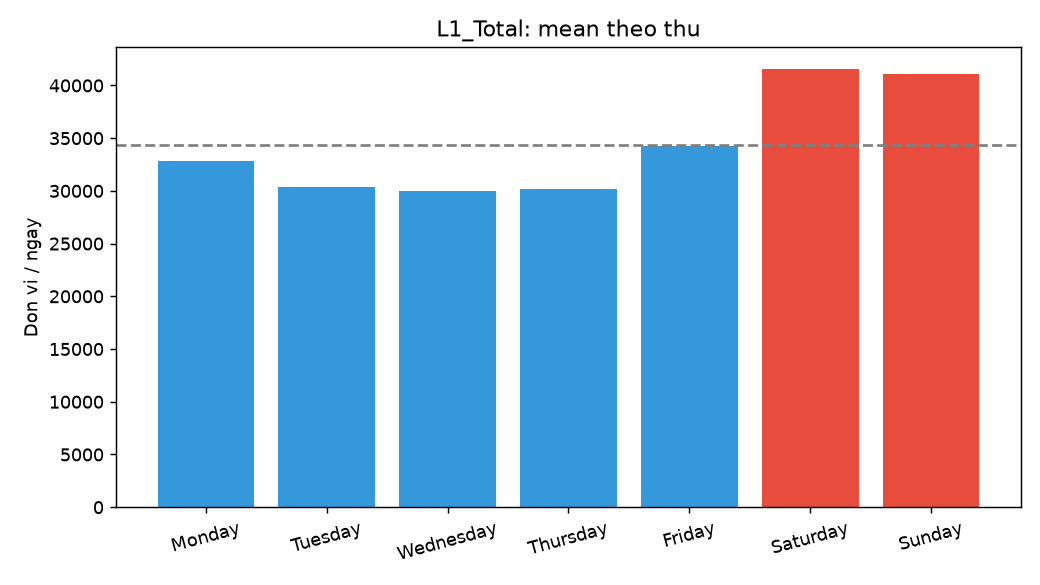 L1_Total: mean theo thu
Don vi / ngay
40000
35000
30000
25000
20000
15000
10000
5000
0
Monday
Tuesday
Wednesday
Thursday
Friday
Saturday
Sunday